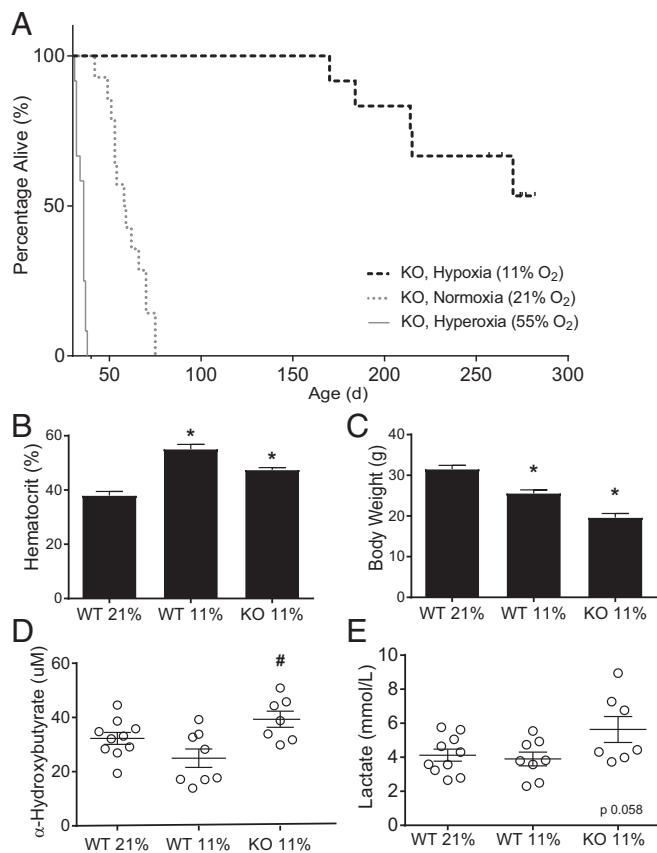 A
Percentage Alive (%)
100
50
0
KO, Hypoxia (11% O₂)
KO, Normoxia (21% O₂)
KO, Hyperoxia (55% O₂)
50 100 150 200 250 300
Age (d)
B
Hematocrit (%)
60
40
20
0
* *
WT 21% WT 11% KO 11%
C
Body Weight (g)
40
30
20
10
0
* *
WT 21% WT 11% KO 11%
D
α-Hydroxybutyrate (uM)
60
40
20
0
#
WT 21% WT 11% KO 11%
E
Lactate (mmol/L)
10
8
6
4
2
0
p 0.058
WT 21% WT 11% KO 11%